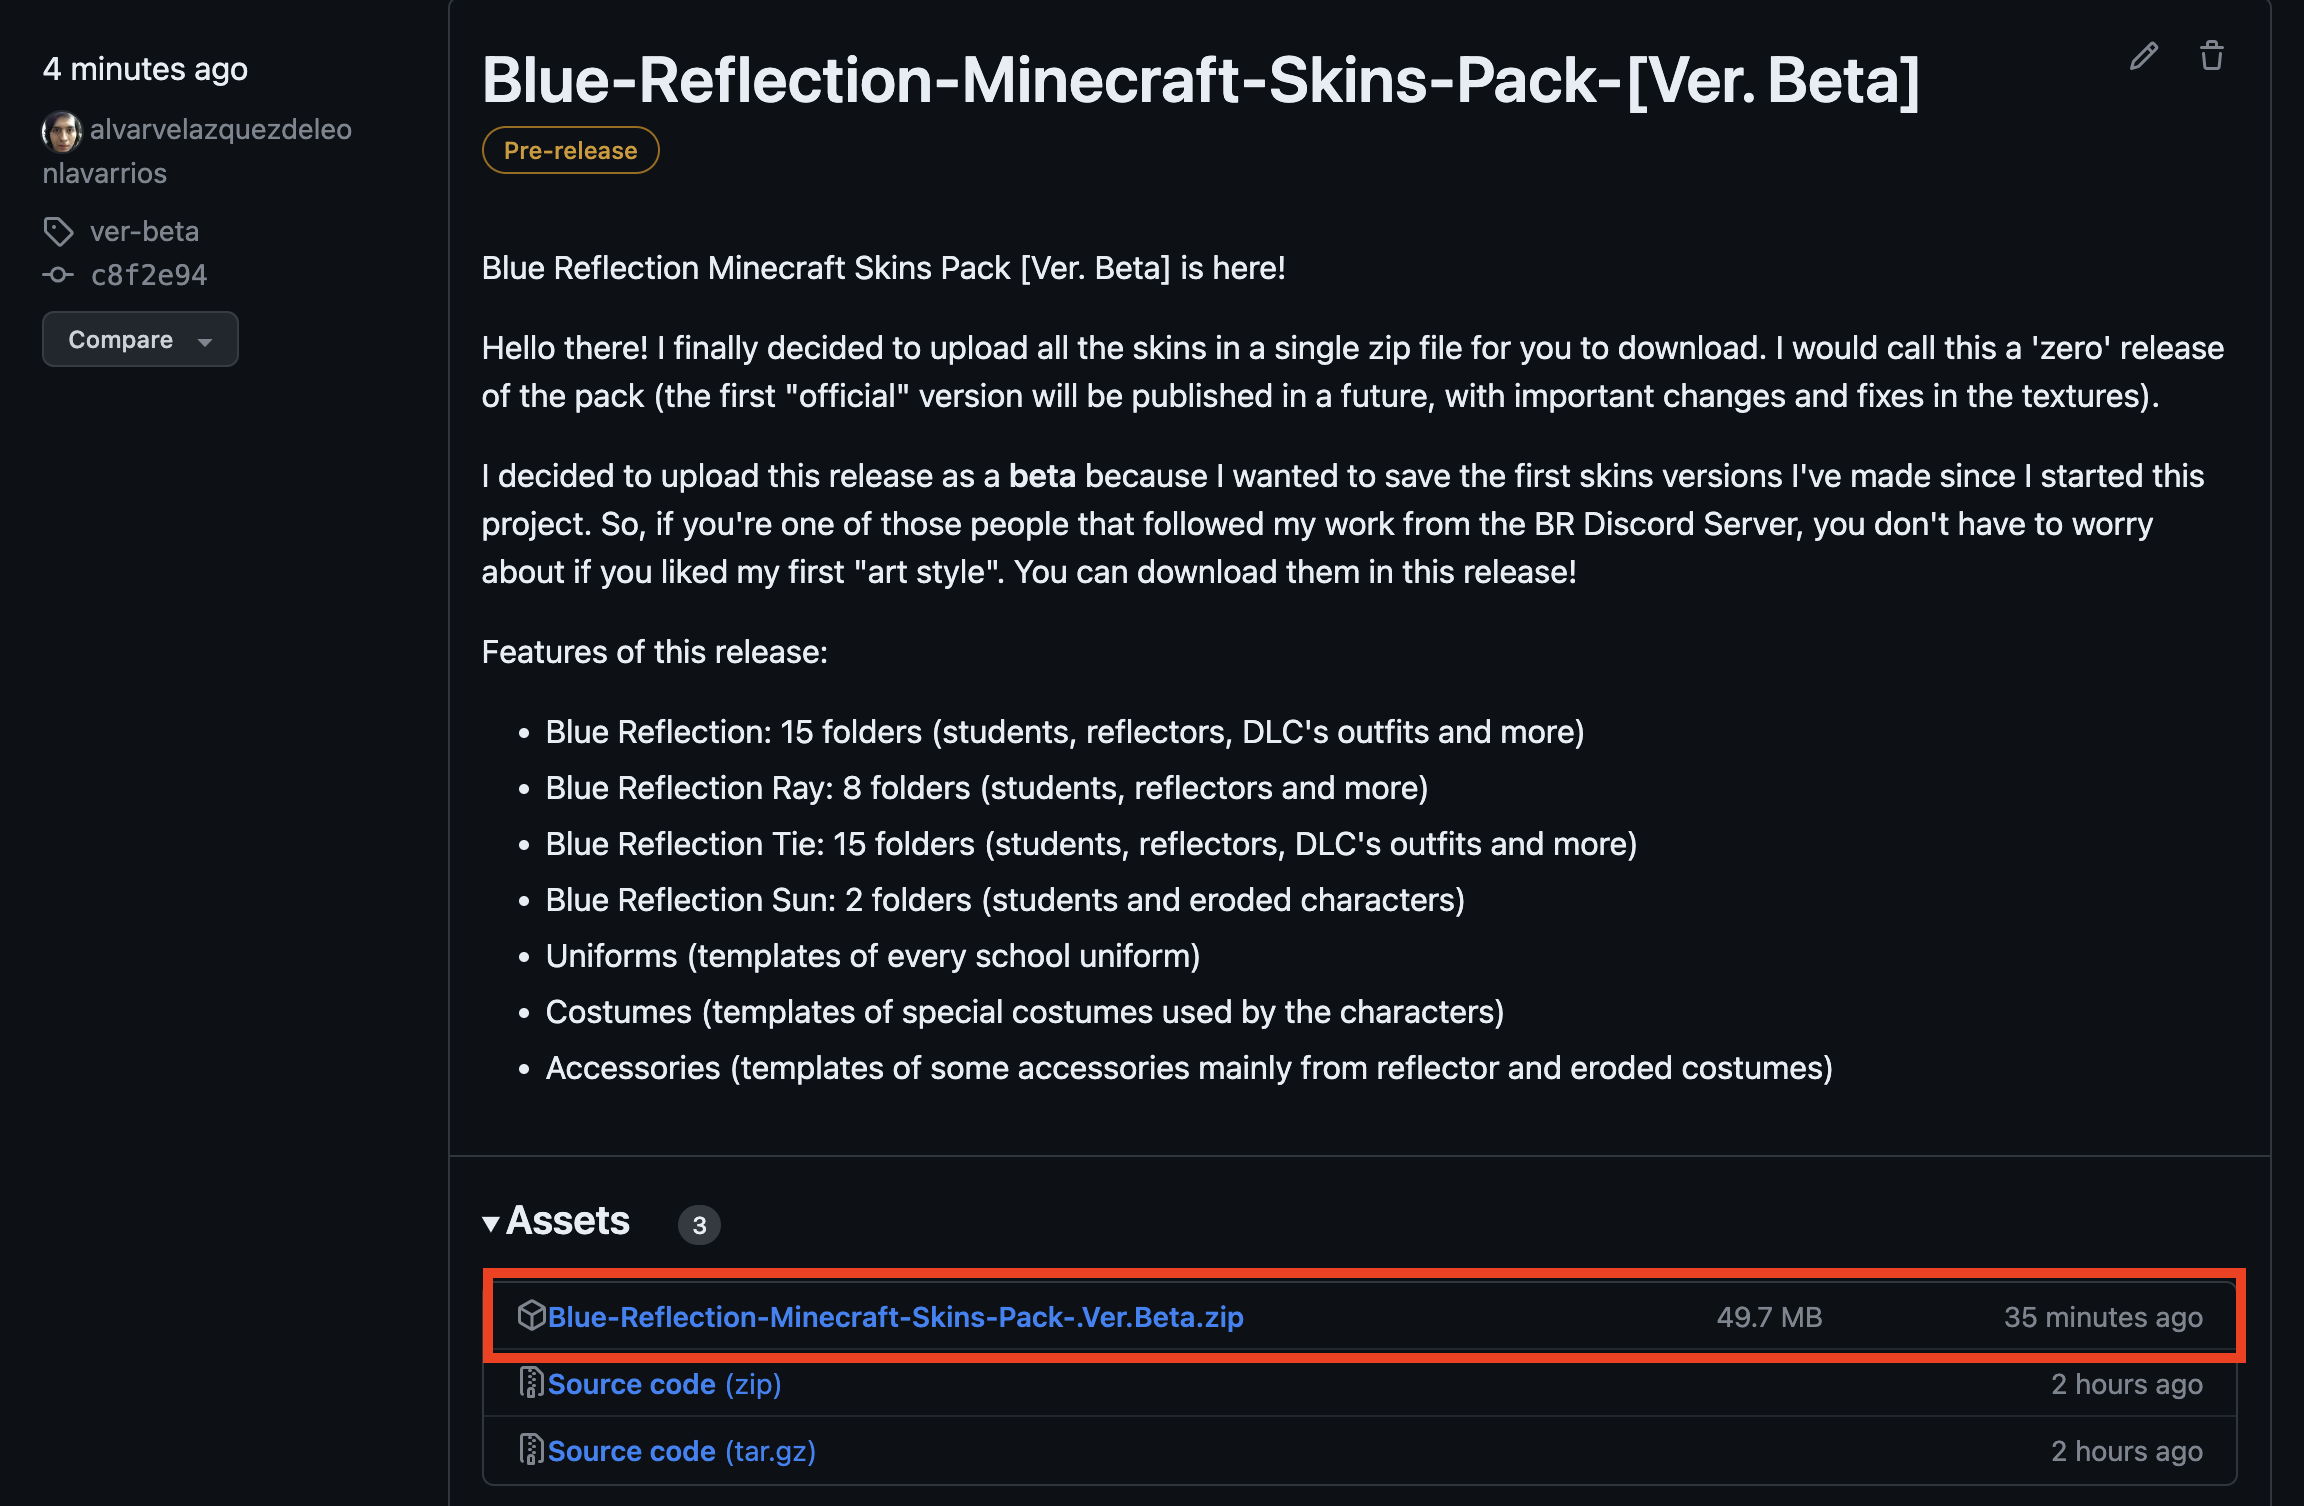 4 minutes ago
alvarvelazquezdeleo
nlavarrios
ver-beta
c8f2e94
Compare
Blue-Reflection-Minecraft-Skins-Pack-[Ver. Beta]
Pre-release
Blue Reflection Minecraft Skins Pack [Ver. Beta] is here!
Hello there! I finally decided to upload all the skins in a single zip file for you to download. I would call this a 'zero' release
of the pack (the first "official" version will be published in a future, with important changes and fixes in the textures).
I decided to upload this release as a beta because I wanted to save the first skins versions I've made since I started this
project. So, if you're one of those people that followed my work from the BR Discord Server, you don't have to worry
about if you liked my first "art style". You can download them in this release!
Features of this release:
• Blue Reflection: 15 folders (students, reflectors, DLC's outfits and more)
• Blue Reflection Ray: 8 folders (students, reflectors and more)
• Blue Reflection Tie: 15 folders (students, reflectors, DLC's outfits and more)
• Blue Reflection Sun: 2 folders (students and eroded characters)
• Uniforms (templates of every school uniform)
• Costumes (templates of special costumes used by the characters)
• Accessories (templates of some accessories mainly from reflector and eroded costumes)
Assets 3
Blue-Reflection-Minecraft-Skins-Pack-.Ver.Beta.zip 49.7 MB 35 minutes ago
Source code (zip) 2 hours ago
Source code (tar.gz) 2 hours ago